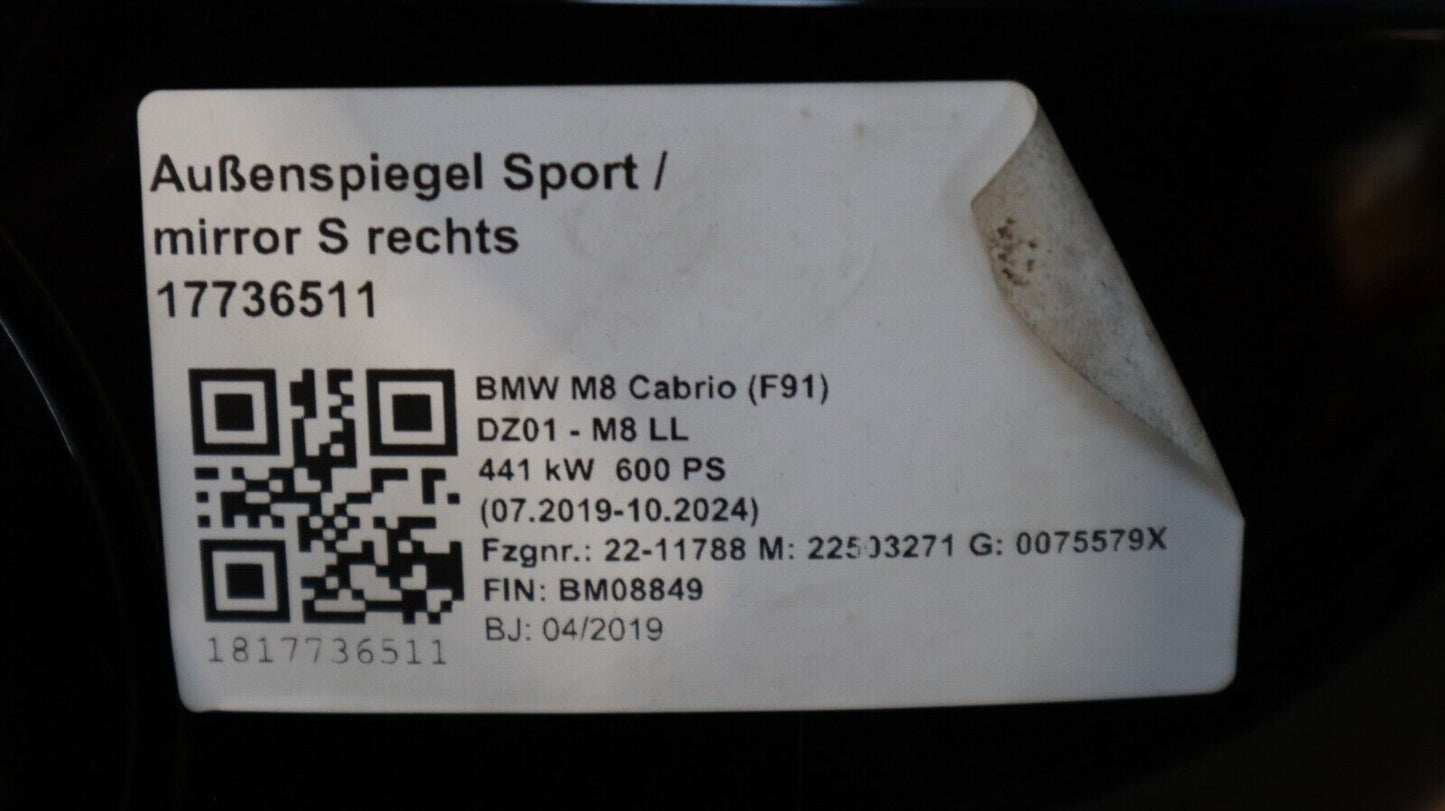 Außenspiegel Sport /
mirror S rechts
17736511
BMW M8 Cabrio (F91)
DZ01 - M8 LL
441 kW 600 PS
(07.2019-10.2024)
Fzgnr.: 22-11788 M: 22503271 G: 0075579X
FIN: BM08849
BJ: 04/2019
1817736511